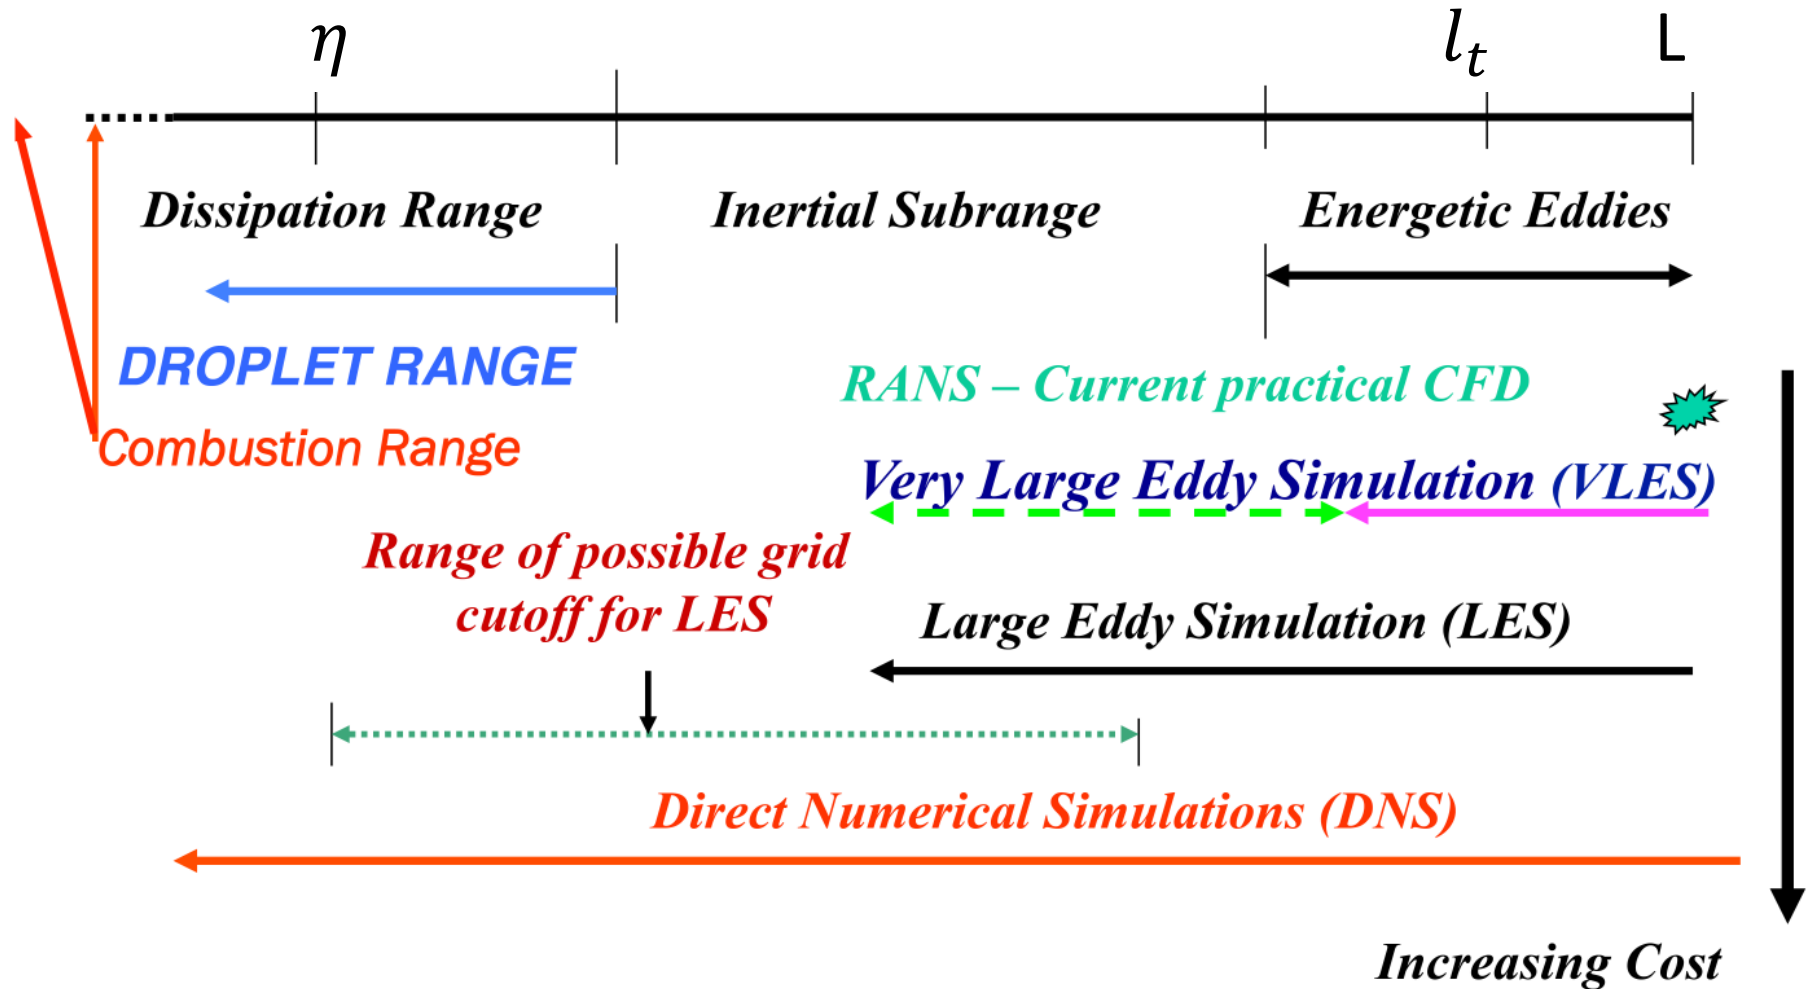 η
l_t
L
Dissipation Range
Inertial Subrange
Energetic Eddies
DROPLET RANGE
RANS – Current practical CFD
Combustion Range
Very Large Eddy Simulation (VLES)
Range of possible grid
cutoff for LES
Large Eddy Simulation (LES)
Direct Numerical Simulations (DNS)
Increasing Cost